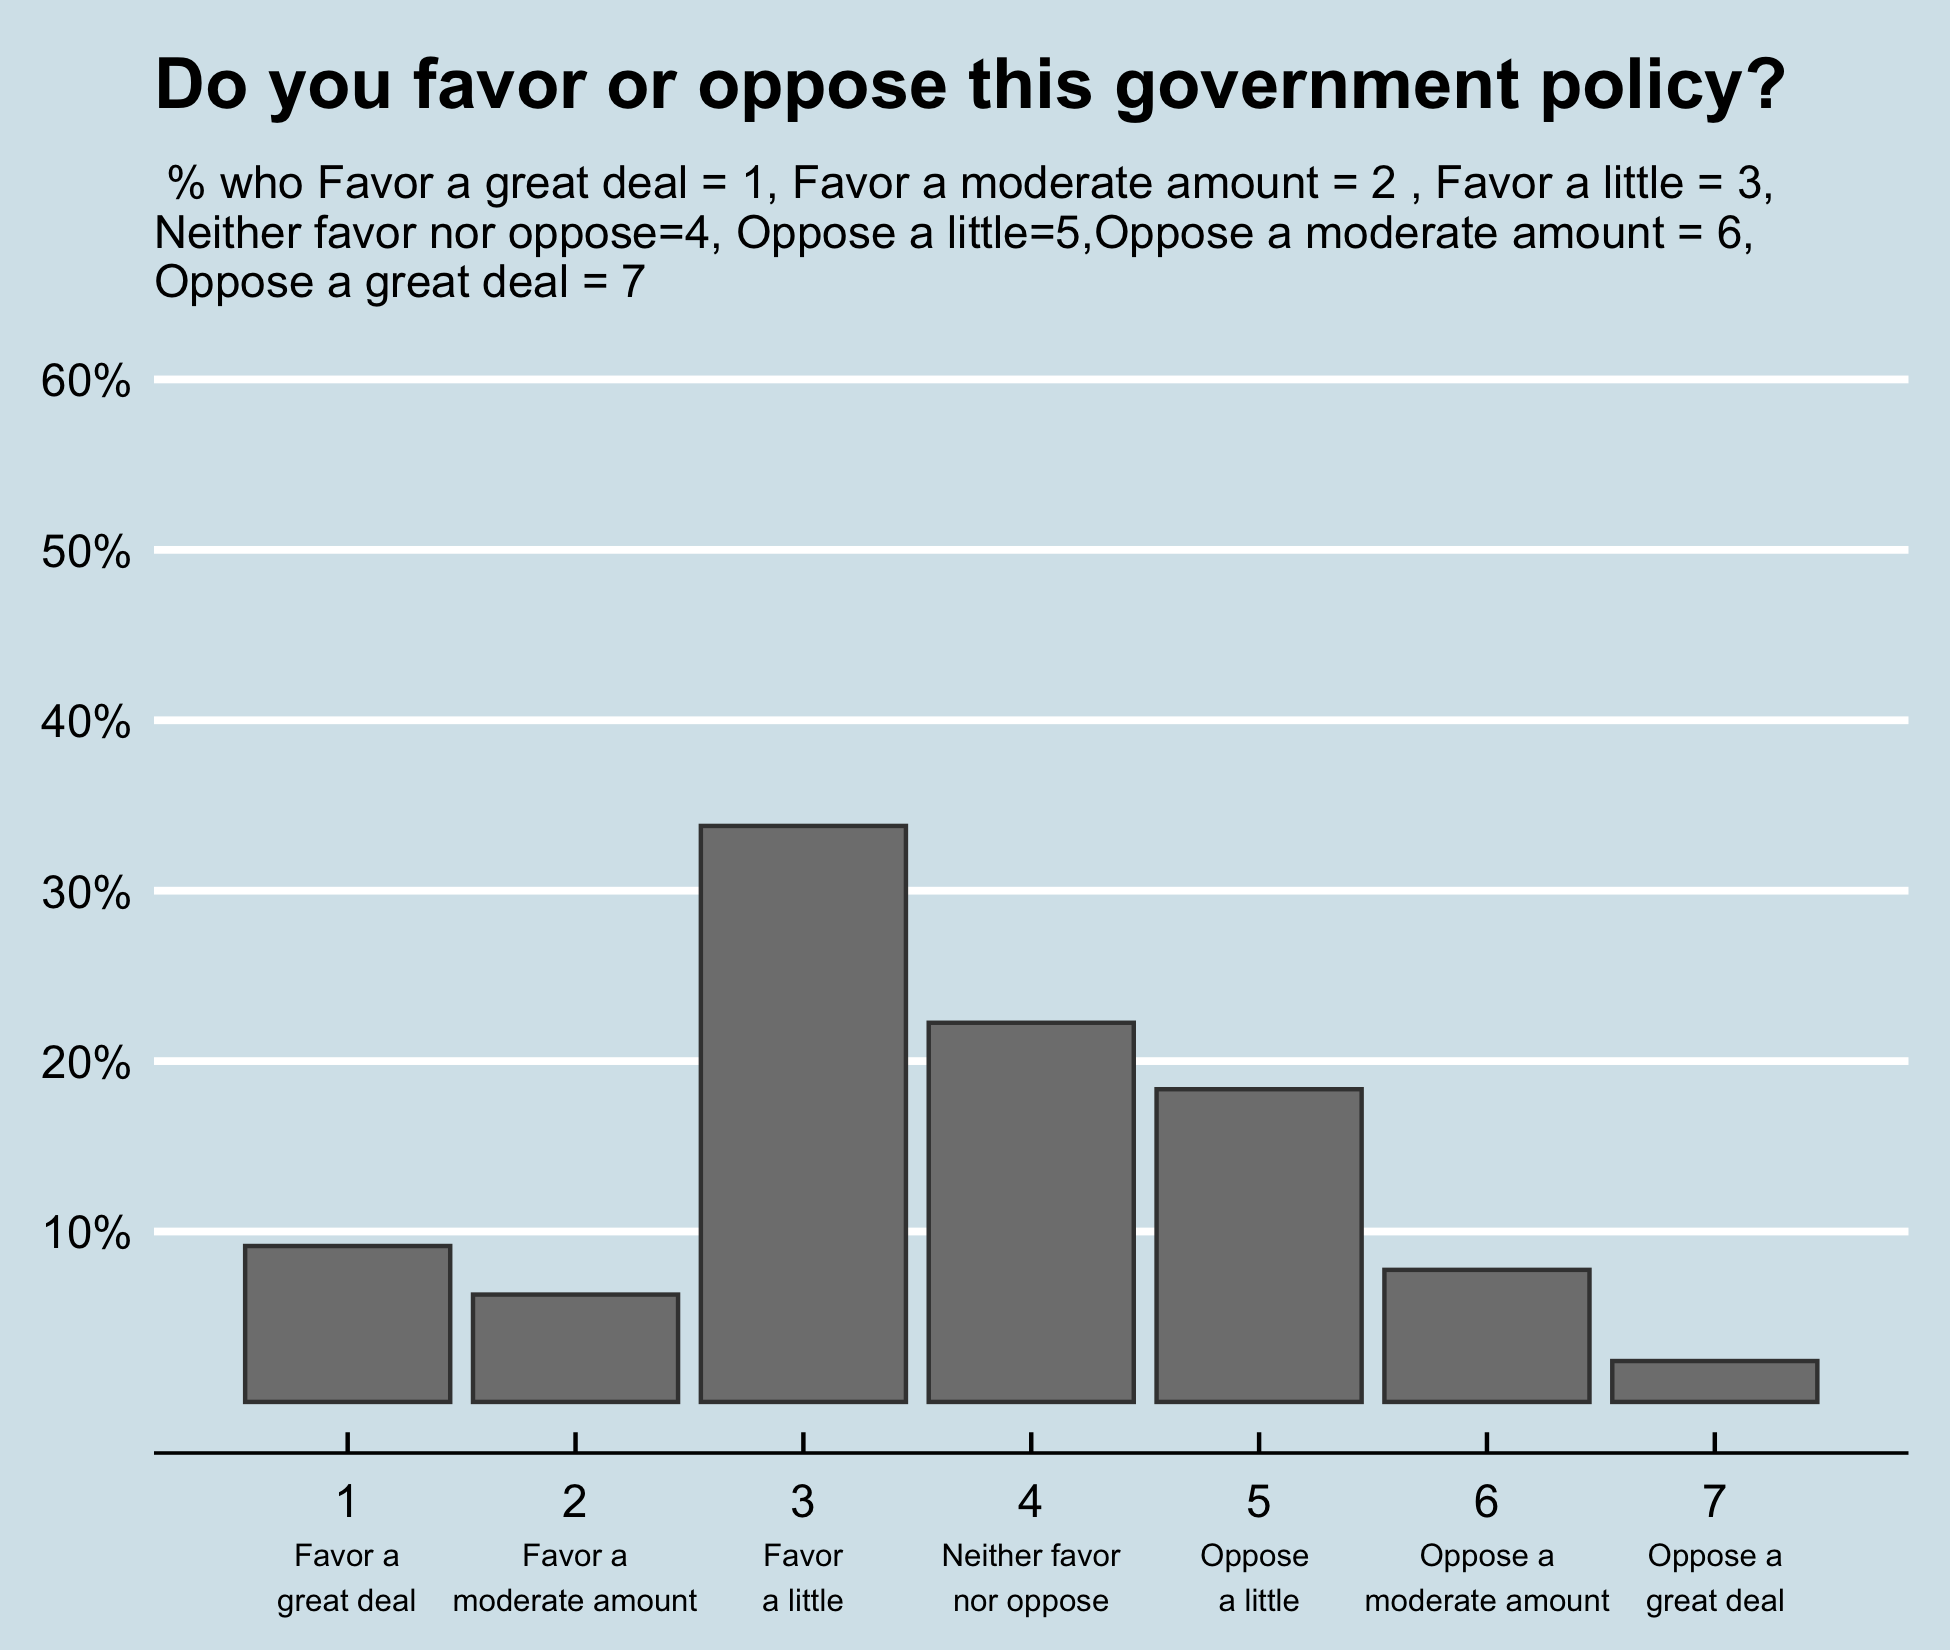 Do you favor or oppose this government policy?
% who Favor a great deal = 1, Favor a moderate amount = 2 , Favor a little = 3,
Neither favor nor oppose=4, Oppose a little=5,Oppose a moderate amount = 6,
Oppose a great deal = 7
60%
50%
40%
30%
20%
10%
1 2 3 4 5 6 7
Favor a Favor a Favor Neither favor Oppose Oppose a Oppose a
great deal moderate amount a little nor oppose a little moderate amount great deal